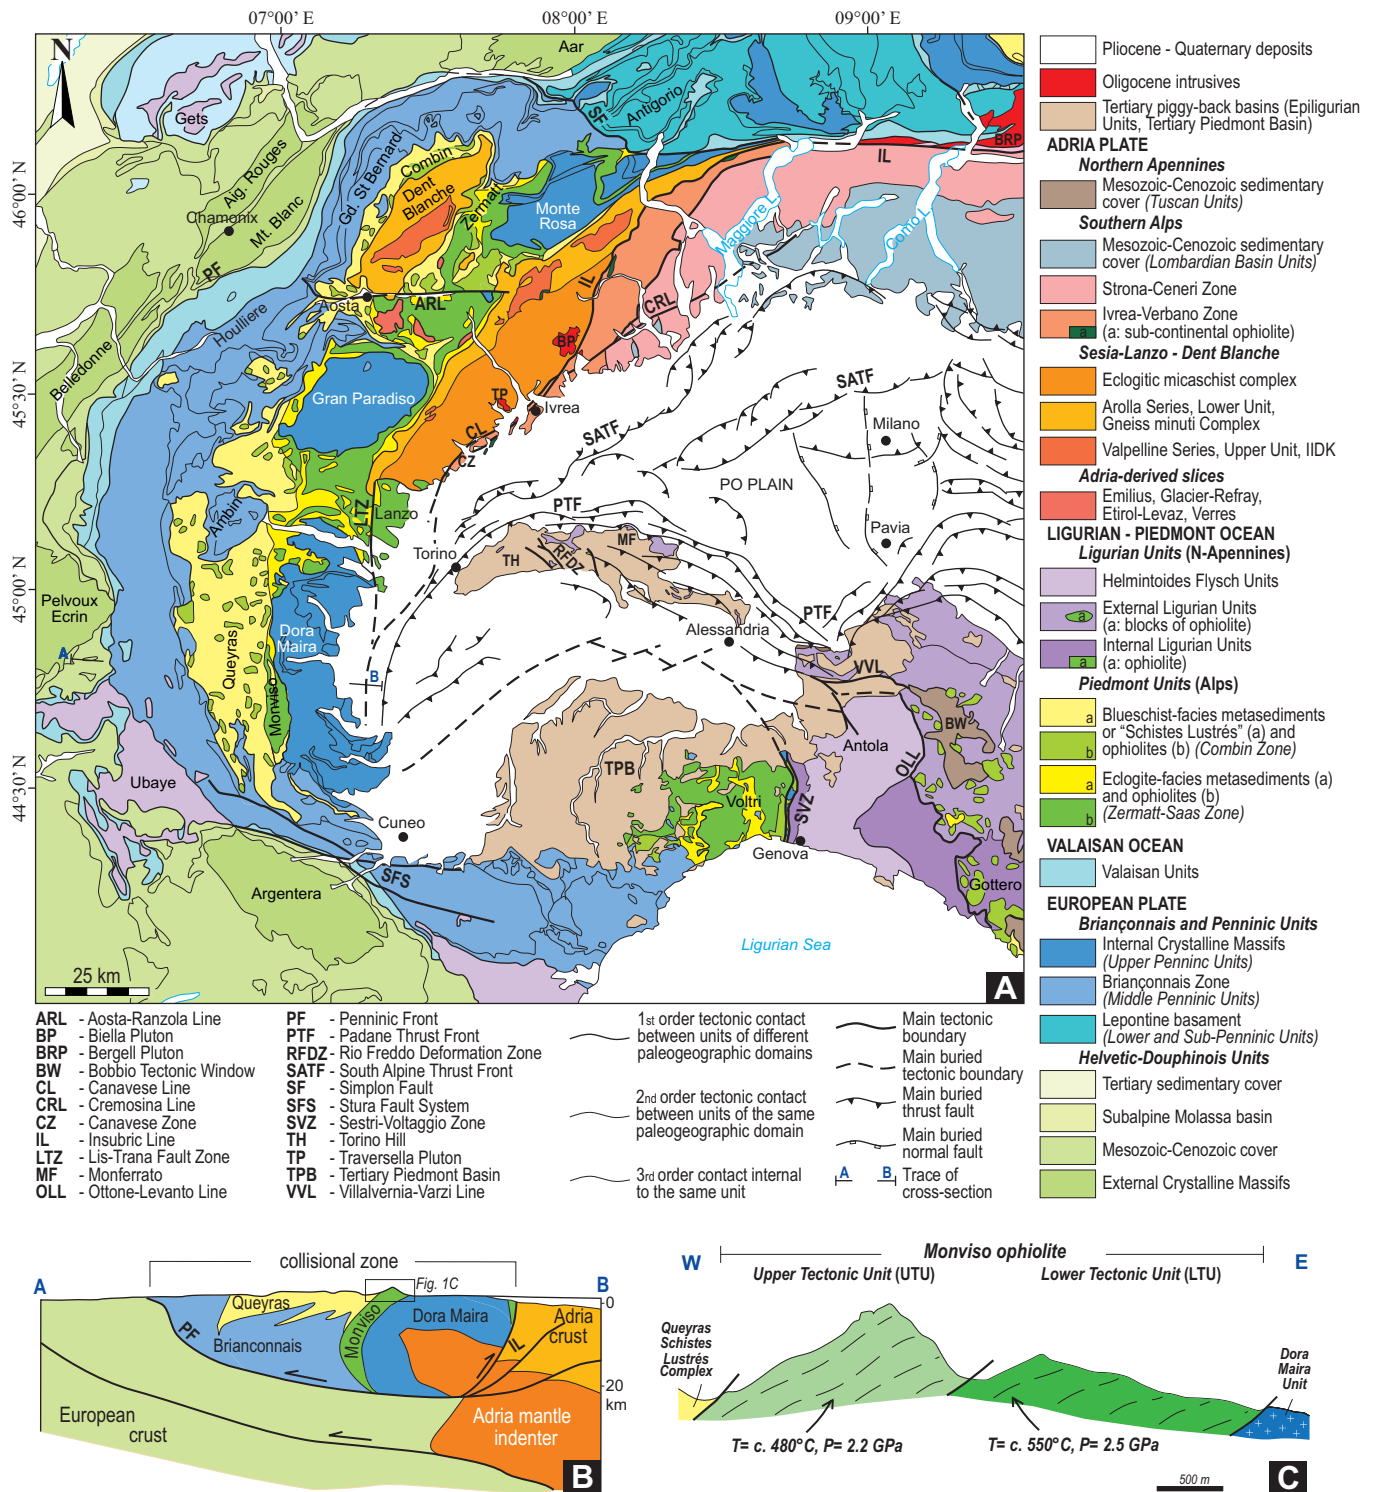 07°00' E
08°00' E
09°00' E
46°00' N
45°30' N
45°00' N
44°30' N
N
Aar
Gets
Antigorio
SF
BRP
IL
Aig. Rouges
Chamonix
Mt. Blanc
Gd. St Bernard
Combin
Dent
Blanche
Zermatt
Monte
Rosa
Maggiore L.
Como L.
PF
Aosta
ARL
IL
CRL
Houlliere
BP
Belledonne
Gran Paradiso
TP
Ivrea
CL
CZ
SATF
SATF
Milano
PO PLAIN
Ambin
LTZ
Lanzo
PTF
Pavia
Torino
TH
RFDZ
MF
Pelvoux
Ecrin
A
Dora
Maira
Queyras
Monviso
B
PTF
Alessandria
VVL
BW
Antola
OLL
Ubaye
TPB
Voltri
SVZ
Cuneo
Genova
SFS
Argentera
Gottero
Ligurian Sea
25 km
A
Pliocene - Quaternary deposits
Oligocene intrusives
Tertiary piggy-back basins (Epiligurian
Units, Tertiary Piedmont Basin)
ADRIA PLATE
Northern Apennines
Mesozoic-Cenozoic sedimentary
cover (Tuscan Units)
Southern Alps
Mesozoic-Cenozoic sedimentary
cover (Lombardian Basin Units)
Strona-Ceneri Zone
Ivrea-Verbano Zone
a (a: sub-continental ophiolite)
Sesia-Lanzo - Dent Blanche
Eclogitic micaschist complex
Arolla Series, Lower Unit,
Gneiss minuti Complex
Valpelline Series, Upper Unit, IIDK
Adria-derived slices
Emilius, Glacier-Refray,
Etirol-Levaz, Verres
LIGURIAN - PIEDMONT OCEAN
Ligurian Units (N-Apennines)
Helmintoides Flysch Units
External Ligurian Units
a (a: blocks of ophiolite)
Internal Ligurian Units
a (a: ophiolite)
Piedmont Units (Alps)
a Blueschist-facies metasediments
or “Schistes Lustrés” (a) and
b ophiolites (b) (Combin Zone)
a Eclogite-facies metasediments (a)
and ophiolites (b)
b (Zermatt-Saas Zone)
VALAISAN OCEAN
Valaisan Units
EUROPEAN PLATE
Briançonnais and Penninic Units
Internal Crystalline Massifs
(Upper Penninc Units)
Briançonnais Zone
(Middle Penninic Units)
Lepontine basament
(Lower and Sub-Penninic Units)
Helvetic-Douphinois Units
Tertiary sedimentary cover
Subalpine Molassa basin
Mesozoic-Cenozoic cover
External Crystalline Massifs
ARL - Aosta-Ranzola Line
BP - Biella Pluton
BRP - Bergell Pluton
BW - Bobbio Tectonic Window
CL - Canavese Line
CRL - Cremosina Line
CZ - Canavese Zone
IL - Insubric Line
LTZ - Lis-Trana Fault Zone
MF - Monferrato
OLL - Ottone-Levanto Line
PF - Penninic Front
PTF - Padane Thrust Front
RFDZ - Rio Freddo Deformation Zone
SATF - South Alpine Thrust Front
SF - Simplon Fault
SFS - Stura Fault System
SVZ - Sestri-Voltaggio Zone
TH - Torino Hill
TP - Traversella Pluton
TPB - Tertiary Piedmont Basin
VVL - Villalvernia-Varzi Line
1st order tectonic contact
between units of different
paleogeographic domains
2nd order tectonic contact
between units of the same
paleogeographic domain
3rd order contact internal
to the same unit
Main tectonic
boundary
Main buried
tectonic boundary
Main buried
thrust fault
Main buried
normal fault
A B Trace of
cross-section
collisional zone
A
B
Fig. 1C
0
Queyras
PF
Brianconnais
Monviso
Dora Maira
IL
Adria
crust
20
km
European
crust
Adria mantle
indenter
B
Monviso ophiolite
W
E
Upper Tectonic Unit (UTU)
Lower Tectonic Unit (LTU)
Queyras
Schistes
Lustrés
Complex
Dora
Maira
Unit
T= c. 480°C, P= 2.2 GPa
T= c. 550°C, P= 2.5 GPa
500 m
C